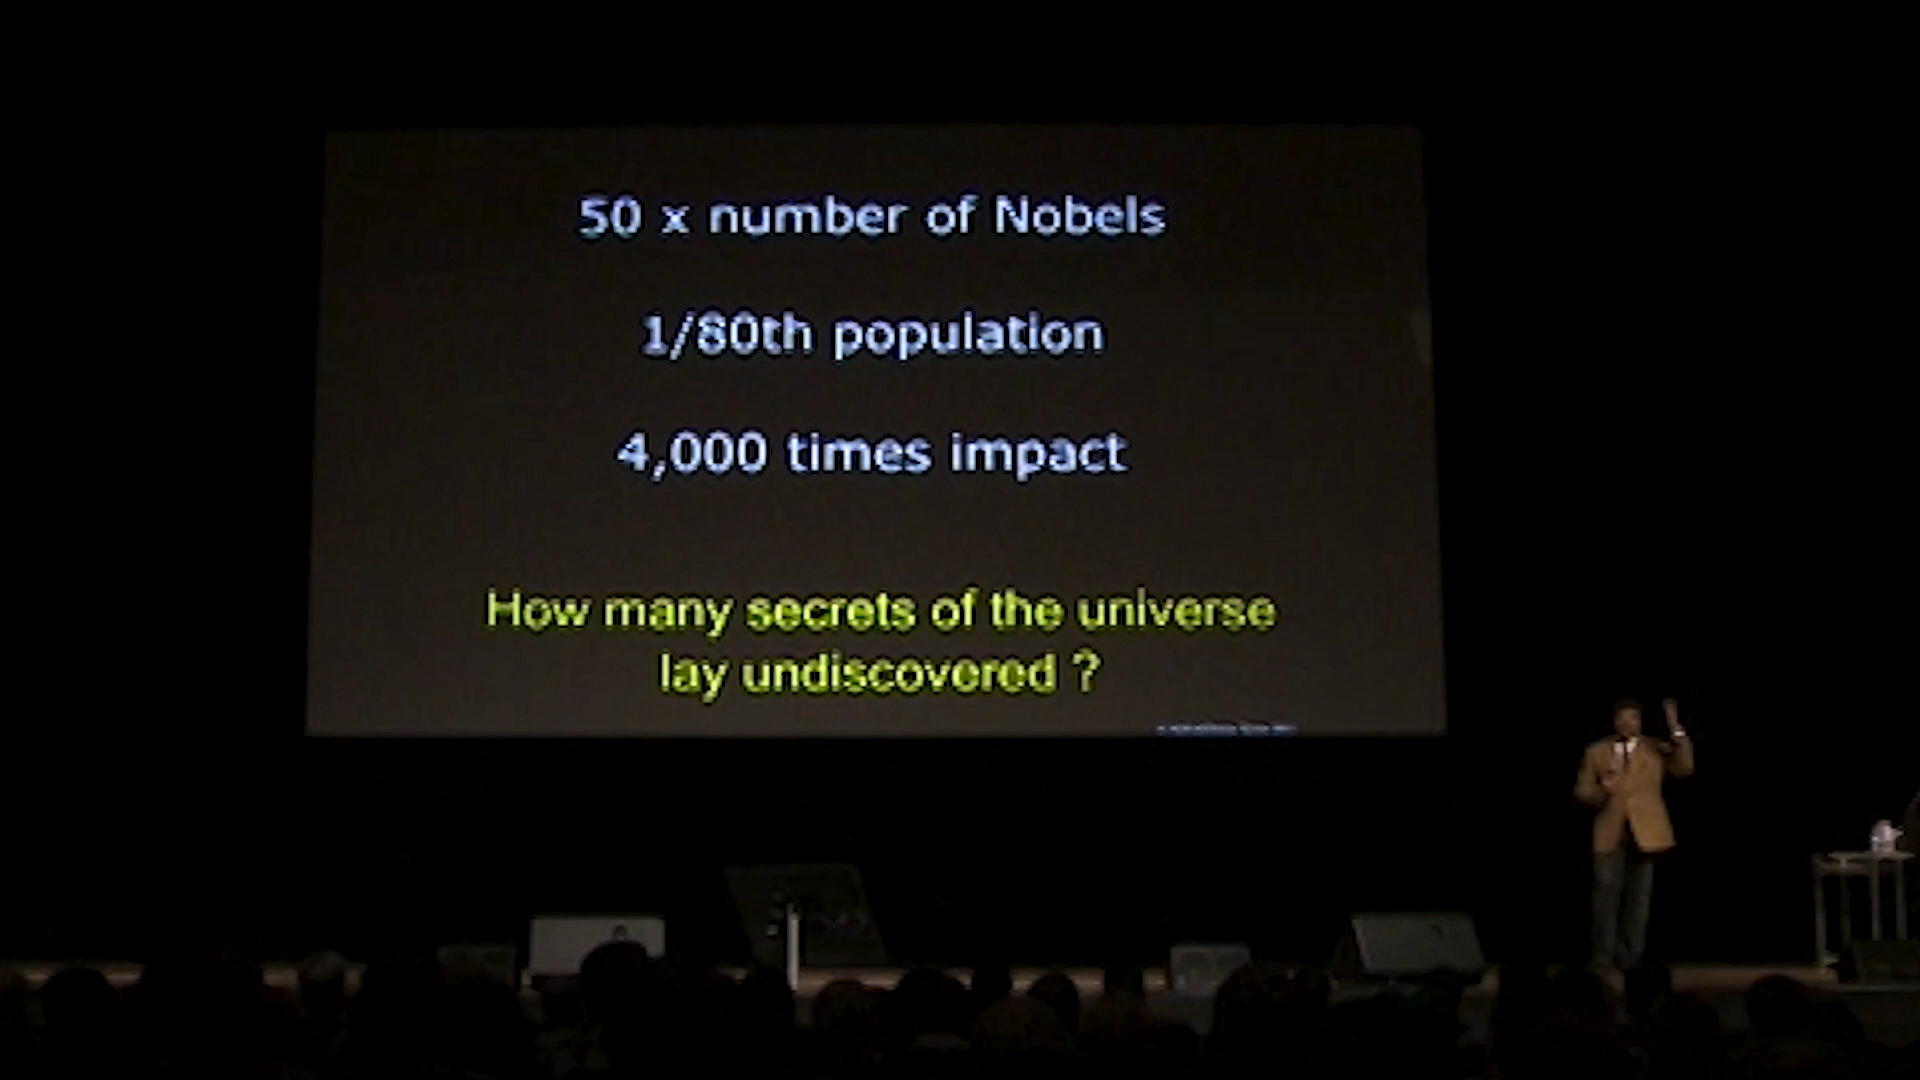 50 x number of Nobels
1/80th population
4,000 times impact
How many secrets of the universe
lay undiscovered ?